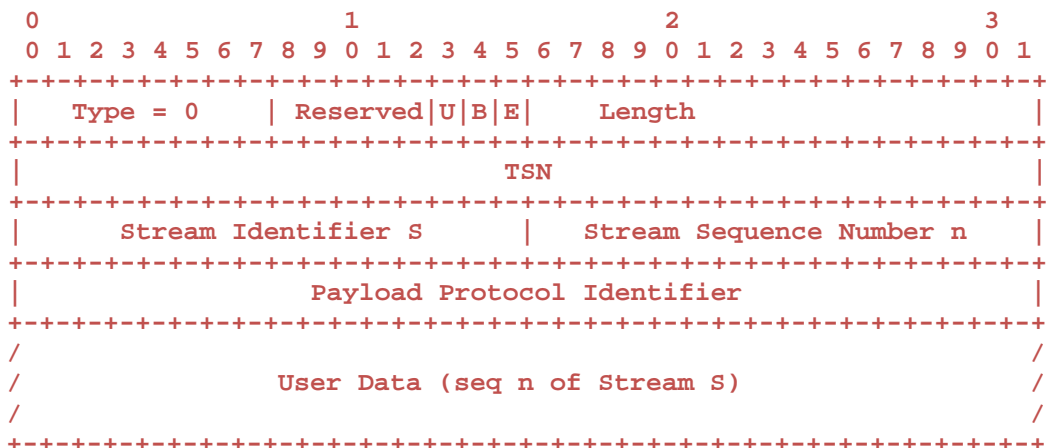 0                   1                   2                   3
0 1 2 3 4 5 6 7 8 9 0 1 2 3 4 5 6 7 8 9 0 1 2 3 4 5 6 7 8 9 0 1
+-+-+-+-+-+-+-+-+-+-+-+-+-+-+-+-+-+-+-+-+-+-+-+-+-+-+-+-+-+-+-+-+
|   Type = 0    | Reserved|U|B|E|    Length                     |
+-+-+-+-+-+-+-+-+-+-+-+-+-+-+-+-+-+-+-+-+-+-+-+-+-+-+-+-+-+-+-+-+
|                              TSN                              |
+-+-+-+-+-+-+-+-+-+-+-+-+-+-+-+-+-+-+-+-+-+-+-+-+-+-+-+-+-+-+-+-+
|      Stream Identifier S      |   Stream Sequence Number n    |
+-+-+-+-+-+-+-+-+-+-+-+-+-+-+-+-+-+-+-+-+-+-+-+-+-+-+-+-+-+-+-+-+
|                  Payload Protocol Identifier                  |
+-+-+-+-+-+-+-+-+-+-+-+-+-+-+-+-+-+-+-+-+-+-+-+-+-+-+-+-+-+-+-+-+
/                                                               /
/                User Data (seq n of Stream S)                  /
/                                                               /
+-+-+-+-+-+-+-+-+-+-+-+-+-+-+-+-+-+-+-+-+-+-+-+-+-+-+-+-+-+-+-+-+